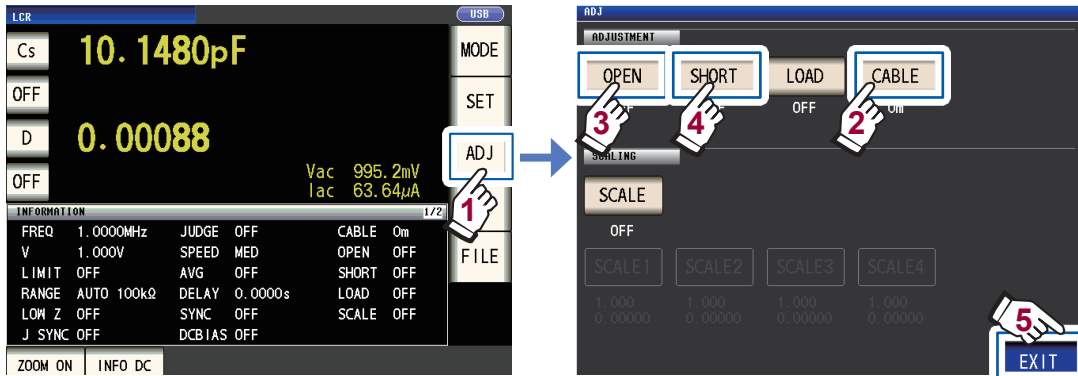 LCR
USB
Cs 10.1480pF
MODE
OFF
SET
D 0.00088
ADJ
OFF
Vac 995.2mV
Iac 63.64μA
1
INFORMATION 1/2
FREQ 1.0000MHz JUDGE OFF CABLE 0m
V 1.000V SPEED MED OPEN OFF
LIMIT OFF AVG OFF SHORT OFF
RANGE AUTO 100kΩ DELAY 0.0000s LOAD OFF
LOW Z OFF SYNC OFF SCALE OFF
J SYNC OFF DCBIAS OFF
FILE
ZOOM ON INFO DC
ADJ
ADJUSTMENT
OPEN SHORT LOAD CABLE
OFF 0m
3 4 2
SCALING
SCALE
OFF
SCALE1 SCALE2 SCALE3 SCALE4
1.000 1.000 1.000 1.000
0.00000 0.00000 0.00000 0.00000
5
EXIT